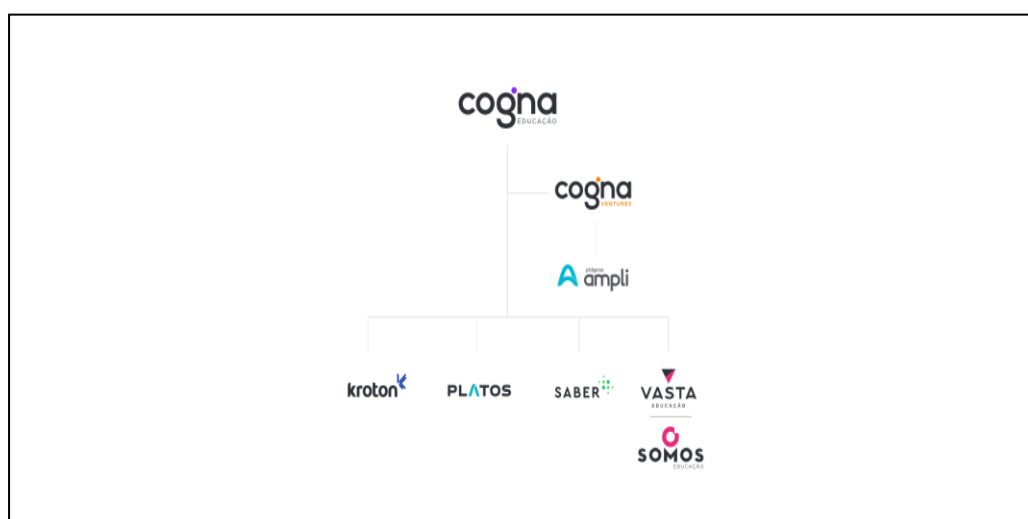 cogna
EDUCAÇÃO
cogna
VENTURES
ampli
kroton
PLATOS
SABER
VASTA
EDUCAÇÃO
SOMOS
EDUCAÇÃO